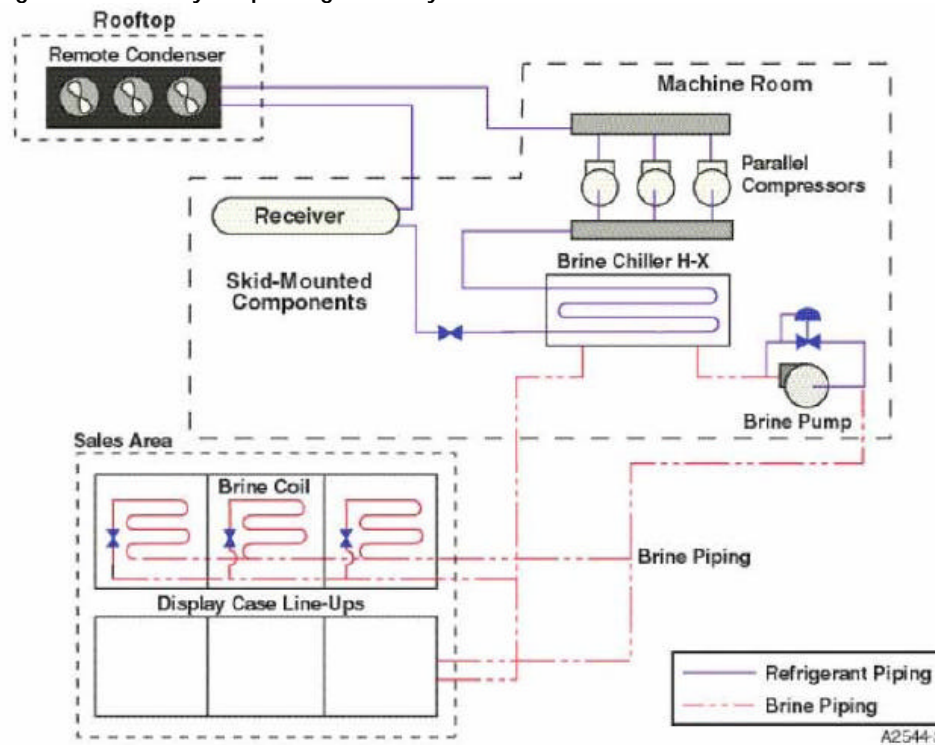 Rooftop
Remote Condenser
Machine Room
Parallel
Compressors
Receiver
Brine Chiller H-X
Skid-Mounted
Components
Brine Pump
Sales Area
Brine Coil
Brine Piping
Display Case Line-Ups
Refrigerant Piping
Brine Piping